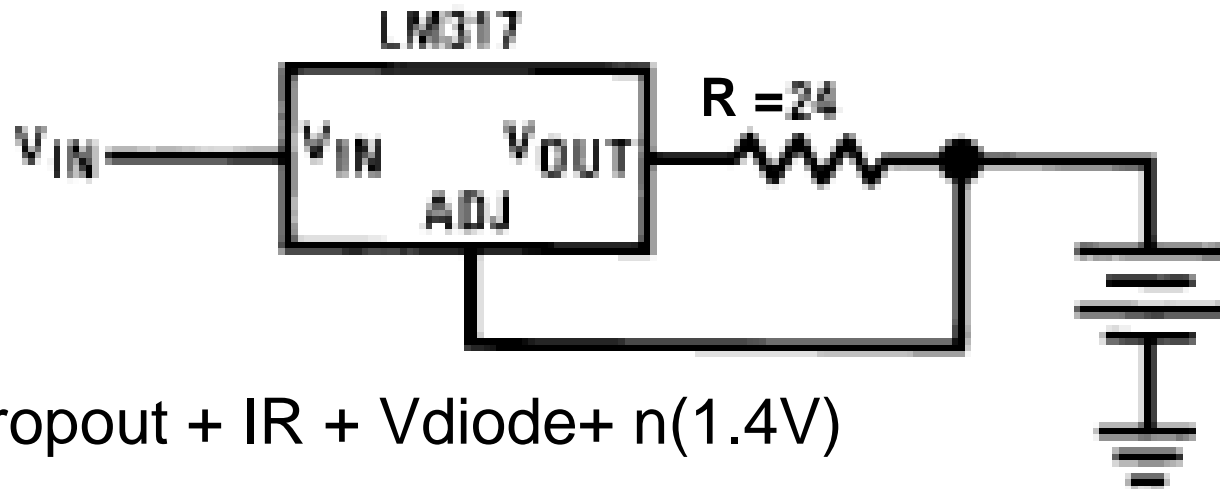 LM317
R =24
VIN VIN VOUT
ADJ
ropout + IR + Vdiode+ n(1.4V)